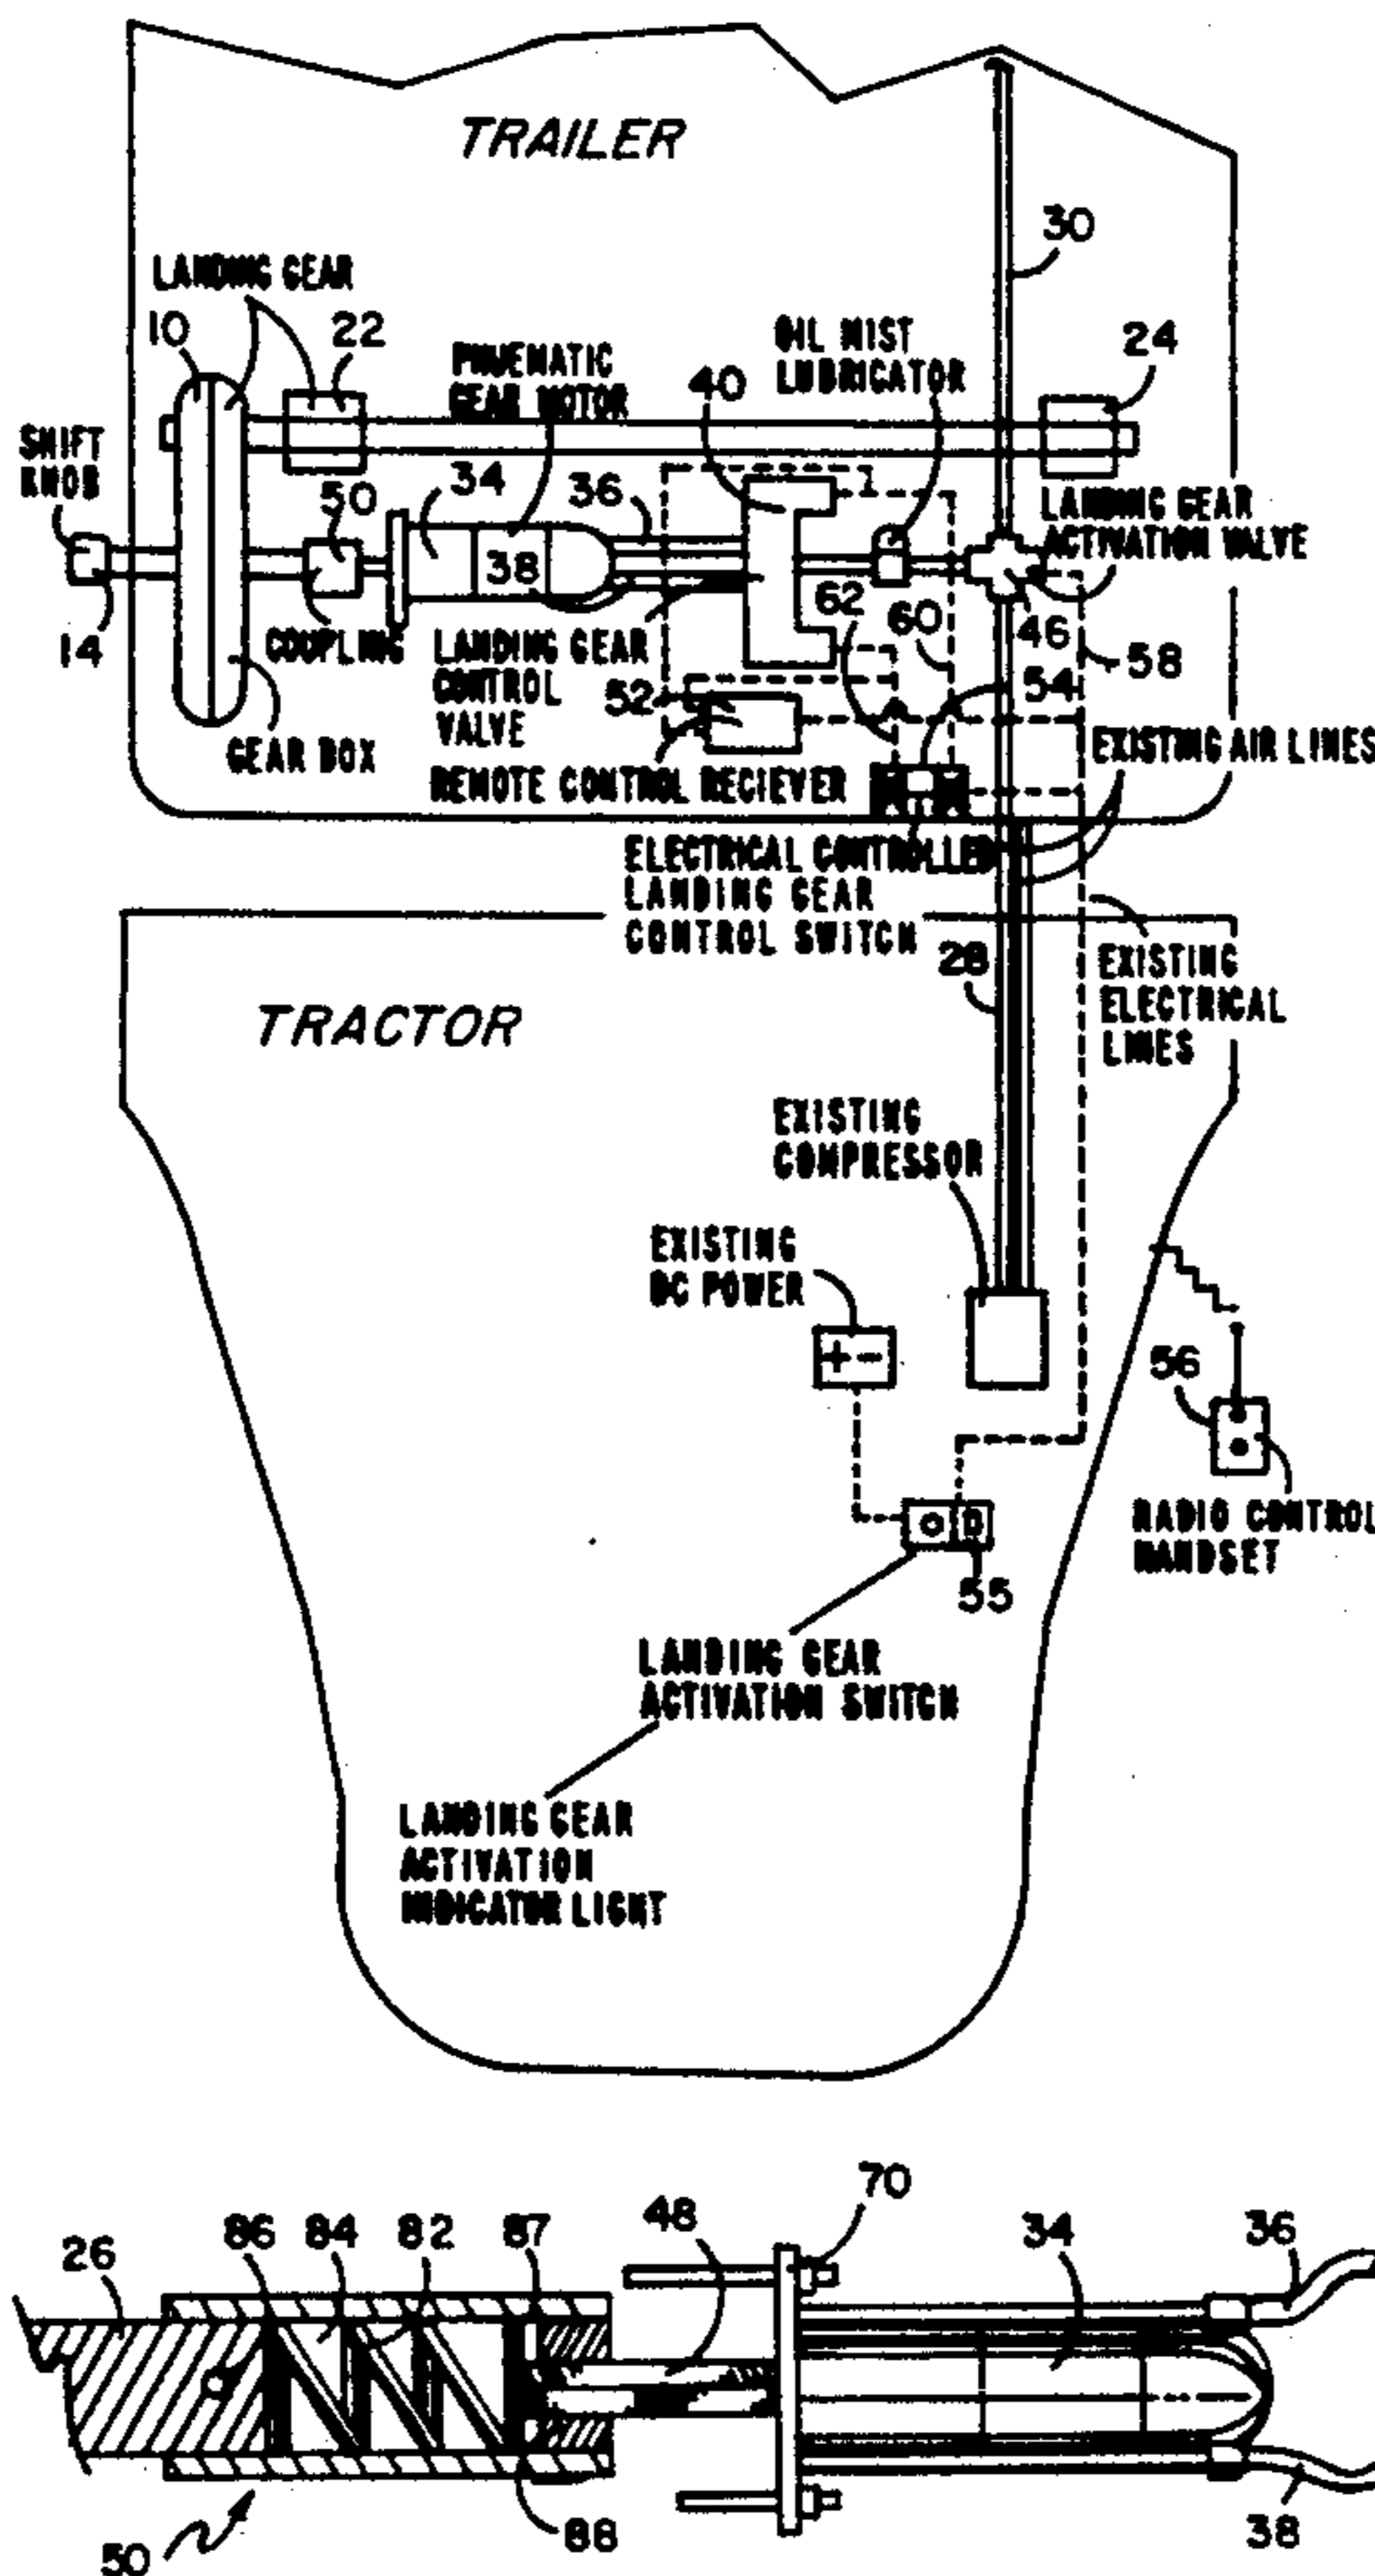 TRAILER
30
LANDING GEAR
10
22
PNUEMATIC
GEAR MOTOR
OIL MIST
LUBRICATOR
24
40
SHIFT
KNOB
50
34
36
LANDING GEAR
ACTIVATION VALVE
38
62
60
46
14
COUPLING
LANDING GEAR
CONTROL
VALVE
58
52
54
GEAR BOX
REMOTE CONTROL RECIEVER
EXISTING AIR LINES
ELECTRICAL CONTROLLED
LANDING GEAR
CONTROL SWITCH
28
EXISTING
ELECTRICAL
LINES
TRACTOR
EXISTING
COMPRESSOR
EXISTING
DC POWER
+ -
56
RADIO CONTROL
HANDSET
55
LANDING GEAR
ACTIVATION SWITCH
LANDING GEAR
ACTIVATION
INDICATOR LIGHT
70
26
86
84
82
87
48
34
36
50
88
38